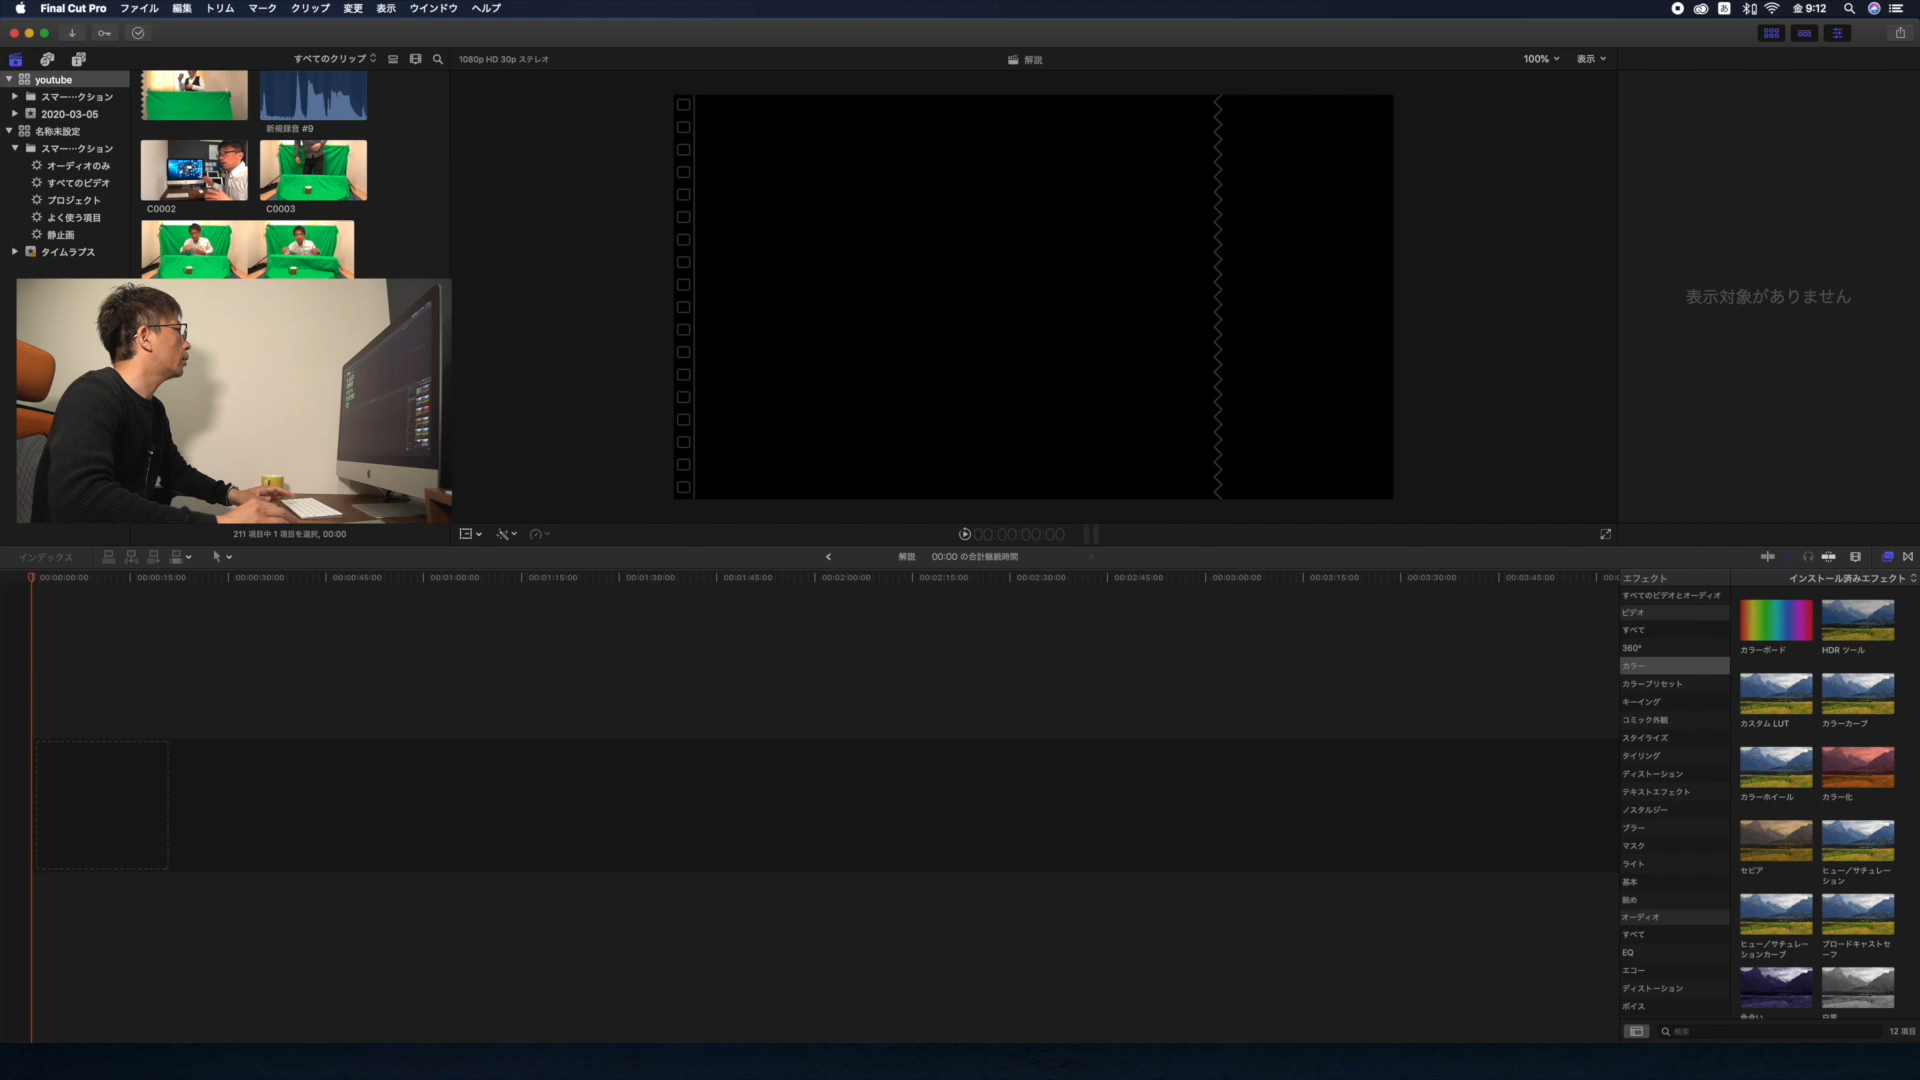 Final Cut Pro ファイル 編集 トリム マーク クリップ 変更 表示 ウインドウ ヘルプ
あ 金 9:12
すべてのクリップ
1080p HD 30p ステレオ
解説
100% 表示
youtube
スマー…クション
2020-03-05
名称未設定
スマー…クション
オーディオのみ
すべてのビデオ
プロジェクト
よく使う項目
静止画
タイムラプス
新規録音 #9
C0002
C0003
表示対象がありません
211 項目中 1 項目を選択, 00:00
00:00:00:00
インデックス
解説 00:00 の合計継続時間
00:00:00:00 00:00:15:00 00:00:30:00 00:00:45:00 00:01:00:00 00:01:15:00 00:01:30:00 00:01:45:00 00:02:00:00 00:02:15:00 00:02:30:00 00:02:45:00 00:03:00:00 00:03:15:00 00:03:30:00 00:03:45:00
エフェクト
インストール済みエフェクト
すべてのビデオとオーディオ
ビデオ
すべて
360°
カラー
カラープリセット
キーイング
コミック外観
スタイライズ
タイリング
ディストーション
テキストエフェクト
ノスタルジー
ブラー
マスク
ライト
基本
眺め
オーディオ
すべて
EQ
エコー
ディストーション
ボイス
カラーボード
HDR ツール
カスタム LUT
カラーカーブ
カラーホイール
カラー化
セピア
ヒュー／サチュレー
ション
ヒュー／サチュレー
ションカーブ
ブロードキャストセ
ーフ
検索
12 項目